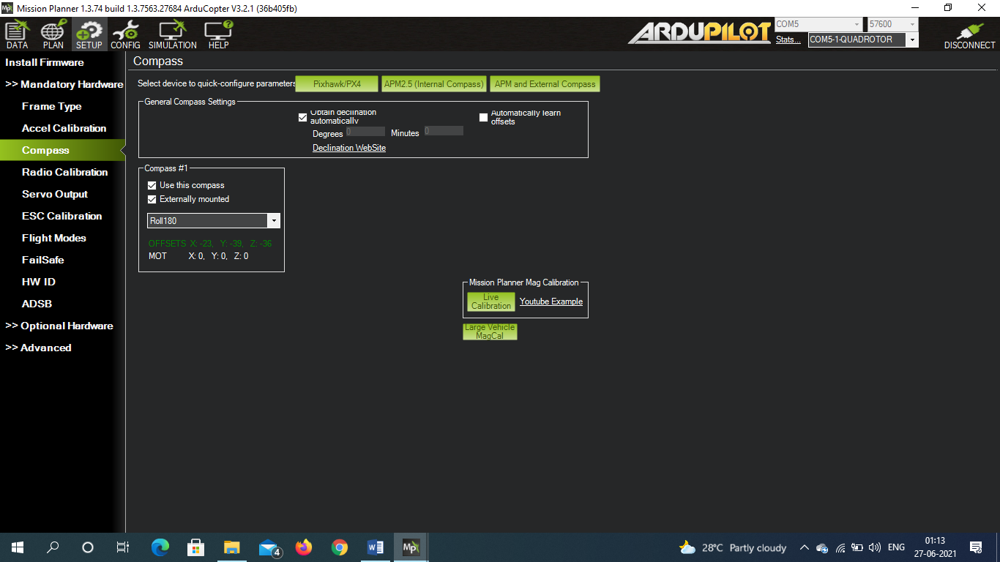 Mission Planner 1.3.74 build 1.3.7563.27684 ArduCopter V3.2.1 (36b405fb)
DATA PLAN SETUP CONFIG SIMULATION HELP
ARDUPILOT
COM5 57600
Stats... COM5-1-QUADROTOR
DISCONNECT
Install Firmware
>> Mandatory Hardware
Frame Type
Accel Calibration
Compass
Radio Calibration
Servo Output
ESC Calibration
Flight Modes
FailSafe
HW ID
ADSB
>> Optional Hardware
>> Advanced
Compass
Select device to quick-configure parameters Pixhawk/PX4 APM2.5 (Internal Compass) APM and External Compass
General Compass Settings
Obtain declination
automatically
Automatically learn
offsets
Degrees 0 Minutes 0
Declination WebSite
Compass #1
Use this compass
Externally mounted
Roll180
OFFSETS X: -23, Y: -39, Z: -36
MOT X: 0, Y: 0, Z: 0
Mission Planner Mag Calibration
Live
Calibration
Youtube Example
Large Vehicle
MagCal
4
28°C Partly cloudy
ENG
01:13
27-06-2021